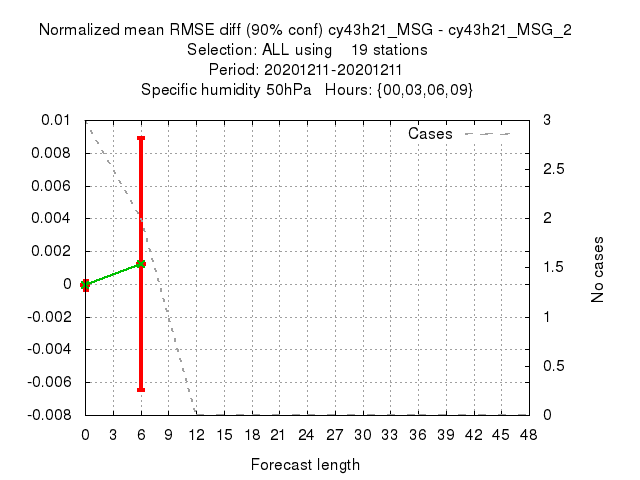 Normalized mean RMSE diff (90% conf) cy43h21_MSG - cy43h21_MSG_2
Selection: ALL using    19 stations
Period: 20201211-20201211
Specific humidity 50hPa   Hours: {00,03,06,09}
Cases
0.01
0.008
0.006
0.004
0.002
0
-0.002
-0.004
-0.006
-0.008
3
2.5
2
1.5
1
0.5
0
No cases
0 3 6 9 12 15 18 21 24 27 30 33 36 39 42 45 48
Forecast length